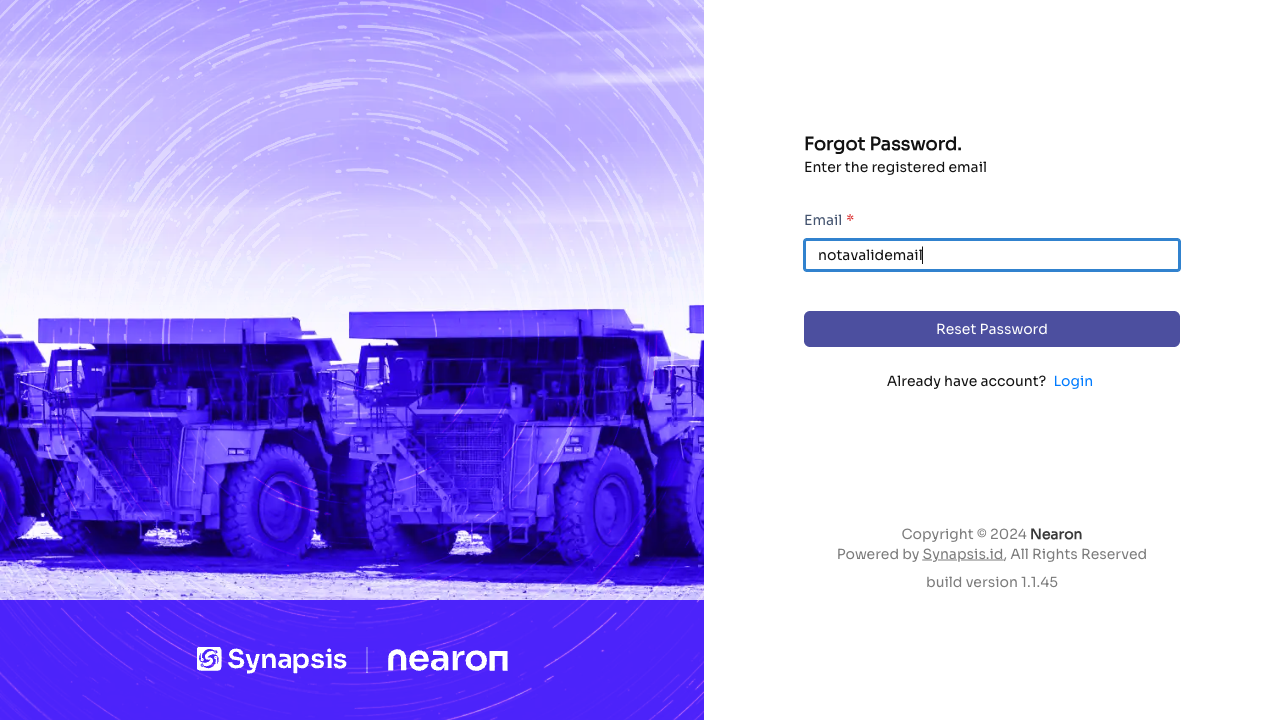 Forgot Password.
Enter the registered email
Email *
notavalidemail
Reset Password
Already have account? Login
Copyright © 2024 Nearon
Powered by Synapsis.id, All Rights Reserved
build version 1.1.45
Synapsis | nearon